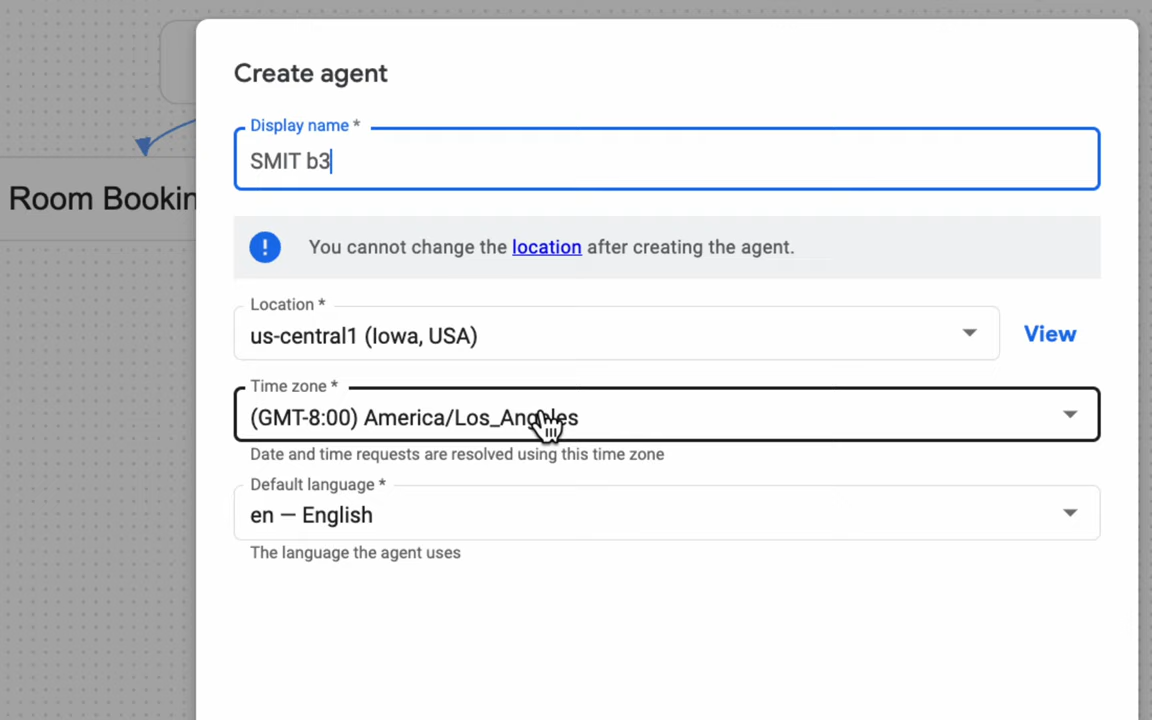 Create agent
Display name *
SMIT b3
Room Bookin
You cannot change the location after creating the agent.
Location *
us-central1 (Iowa, USA)
View
Time zone *
(GMT-8:00) America/Los_Angeles
Date and time requests are resolved using this time zone
Default language *
en — English
The language the agent uses